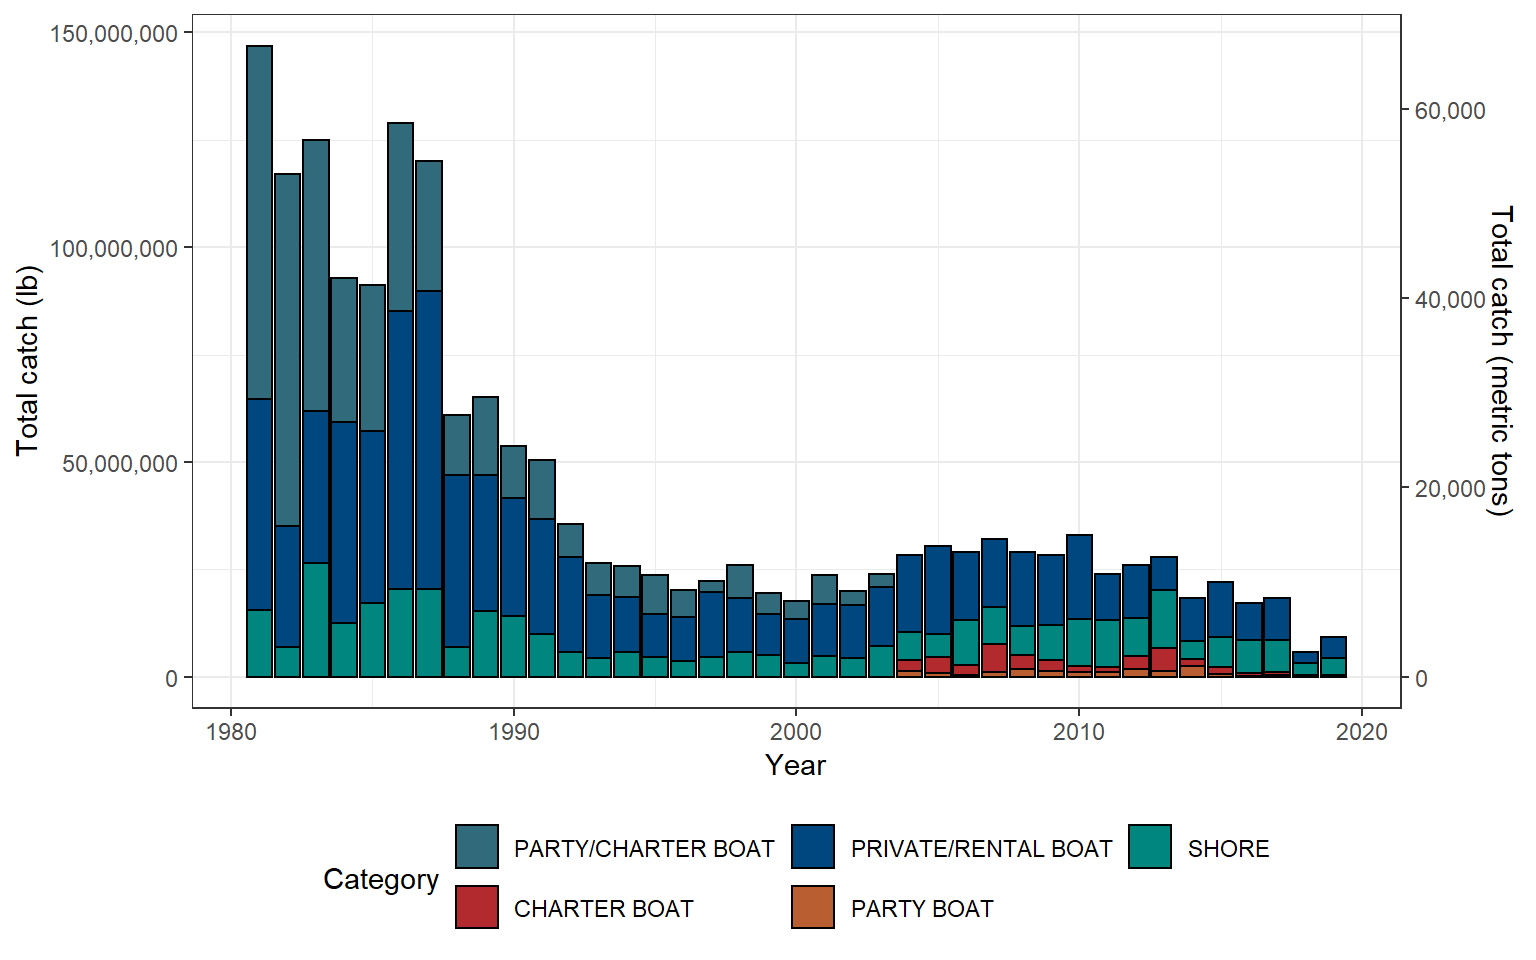 150,000,000
100,000,000
50,000,000
0
Total catch (lb)
60,000
40,000
20,000
0
Total catch (metric tons)
1980 1990 2000 2010 2020
Year
Category
PARTY/CHARTER BOAT PRIVATE/RENTAL BOAT SHORE
CHARTER BOAT PARTY BOAT